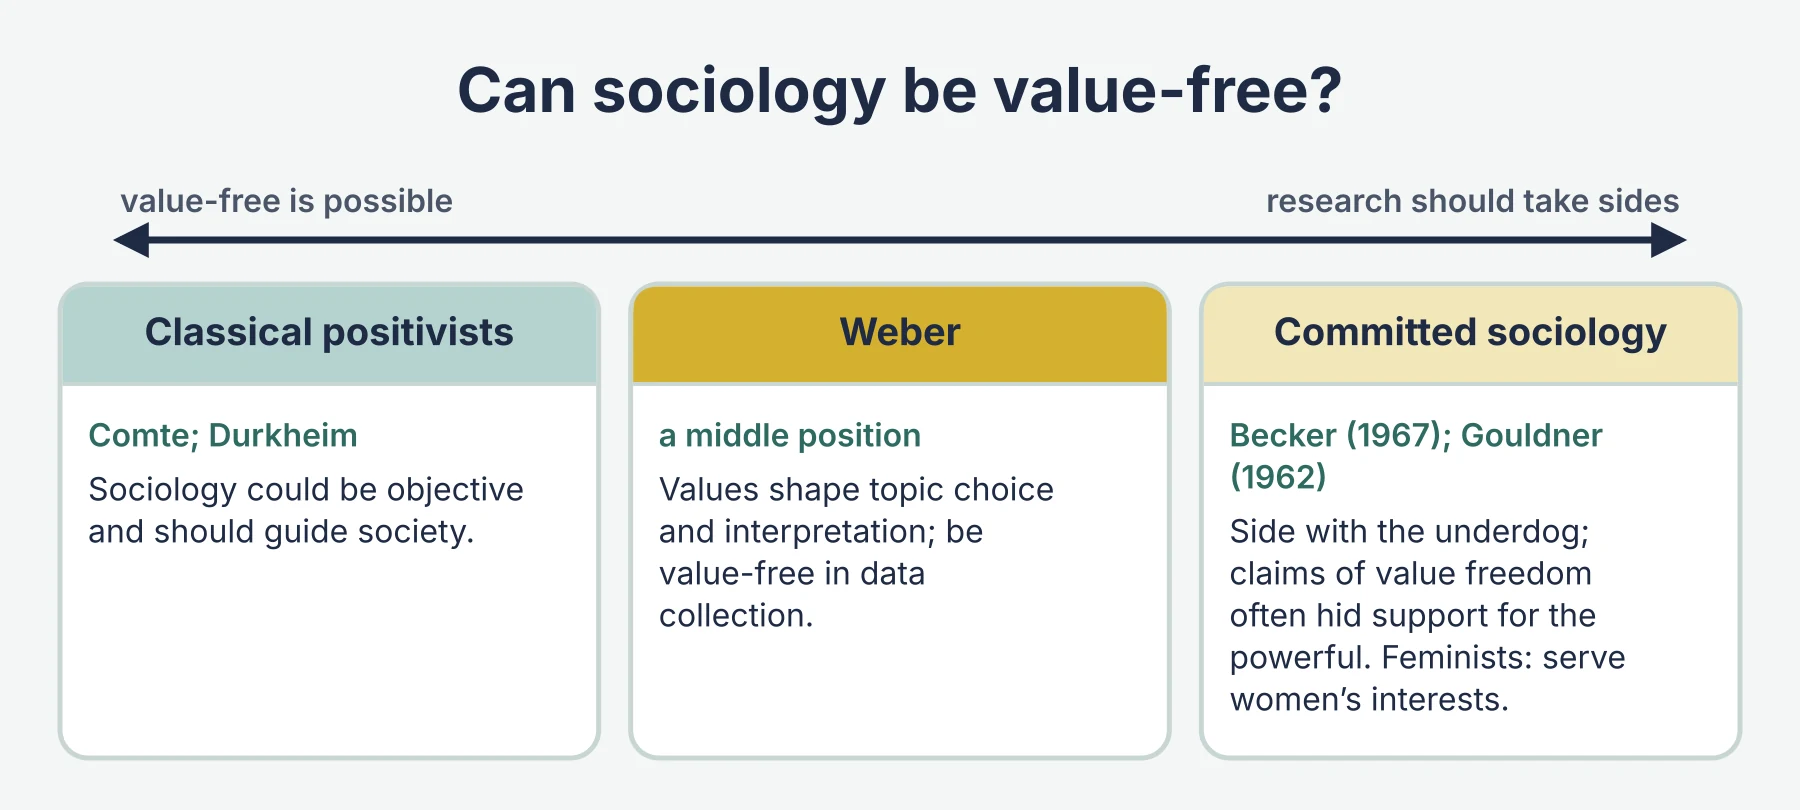 Can sociology be value-free?
value-free is possible
research should take sides
Classical positivists
Comte; Durkheim
Sociology could be objective
and should guide society.
Weber
a middle position
Values shape topic choice
and interpretation; be
value-free in data
collection.
Committed sociology
Becker (1967); Gouldner
(1962)
Side with the underdog;
claims of value freedom
often hid support for the
powerful. Feminists: serve
women’s interests.